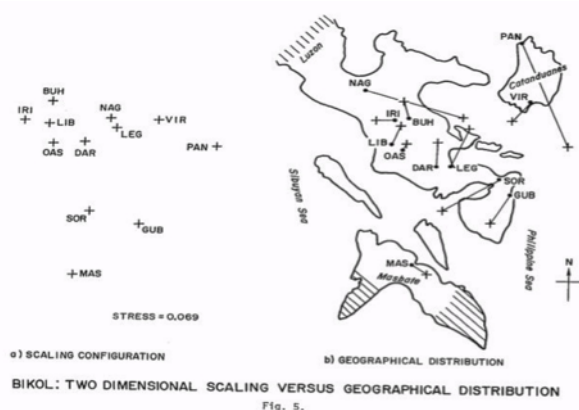 BUH
IRI
LIB
NAG
LEG
VIR
OAS
DAR
PAN
SOR
GUB
MAS
STRESS = 0.069
a) SCALING CONFIGURATION
PAN
Luzon
Catanduanes
NAG
VIR
IRI
BUH
LIB
OAS
DAR
LEG
SOR
GUB
Sibuyan Sea
Philippine Sea
MAS
Masbate
N
b) GEOGRAPHICAL DISTRIBUTION
BIKOL: TWO DIMENSIONAL SCALING VERSUS GEOGRAPHICAL DISTRIBUTION
Fig. 5.